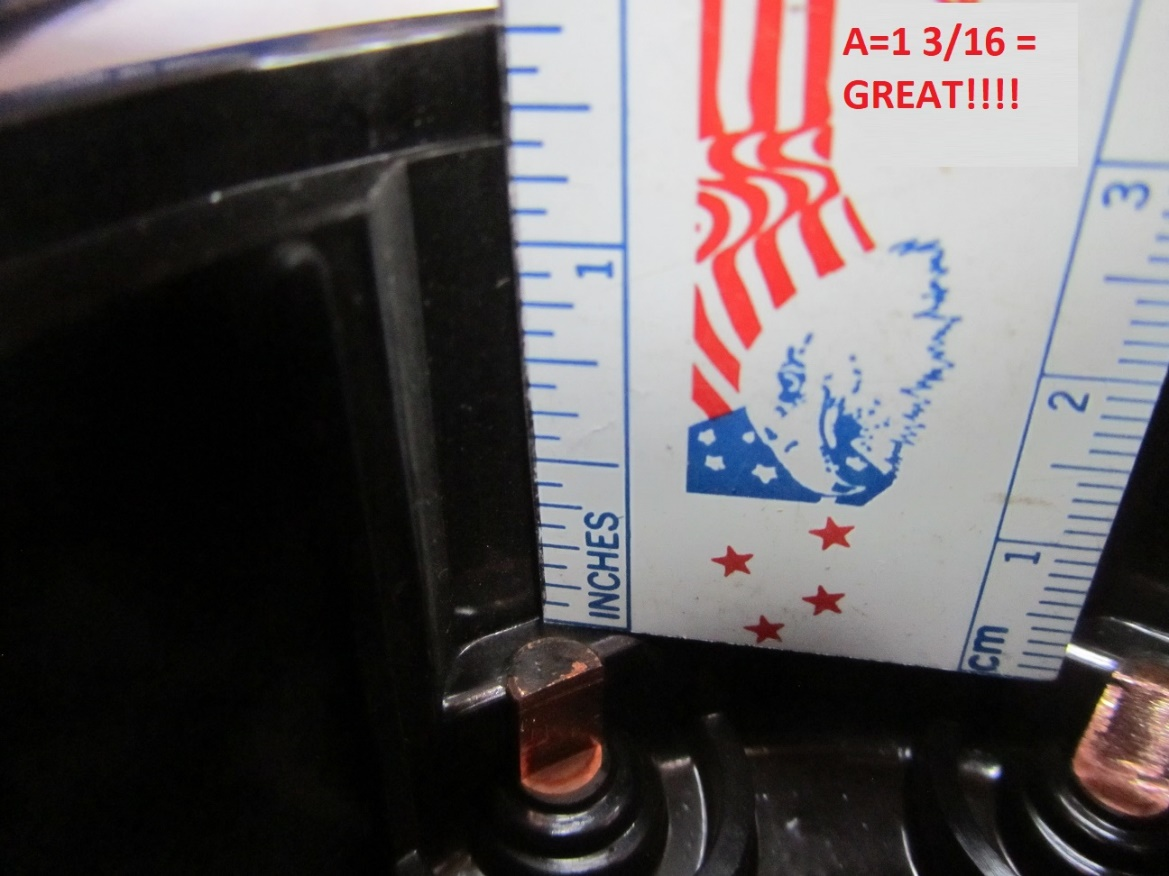 A=1 3/16 =
GREAT!!!!
3
1
2
INCHES
1
cm